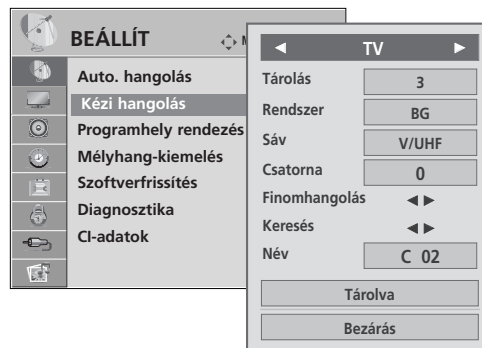 BEÁLLÍT
Auto. hangolás
Kézi hangolás
Programhely rendezés
Mélyhang-kiemelés
Szoftverfrissítés
Diagnosztika
CI-adatok
◄ TV ►
Tárolás 3
Rendszer BG
Sáv V/UHF
Csatorna 0
Finomhangolás ◄ ►
Keresés ◄ ►
Név C 02
Tárolva
Bezárás